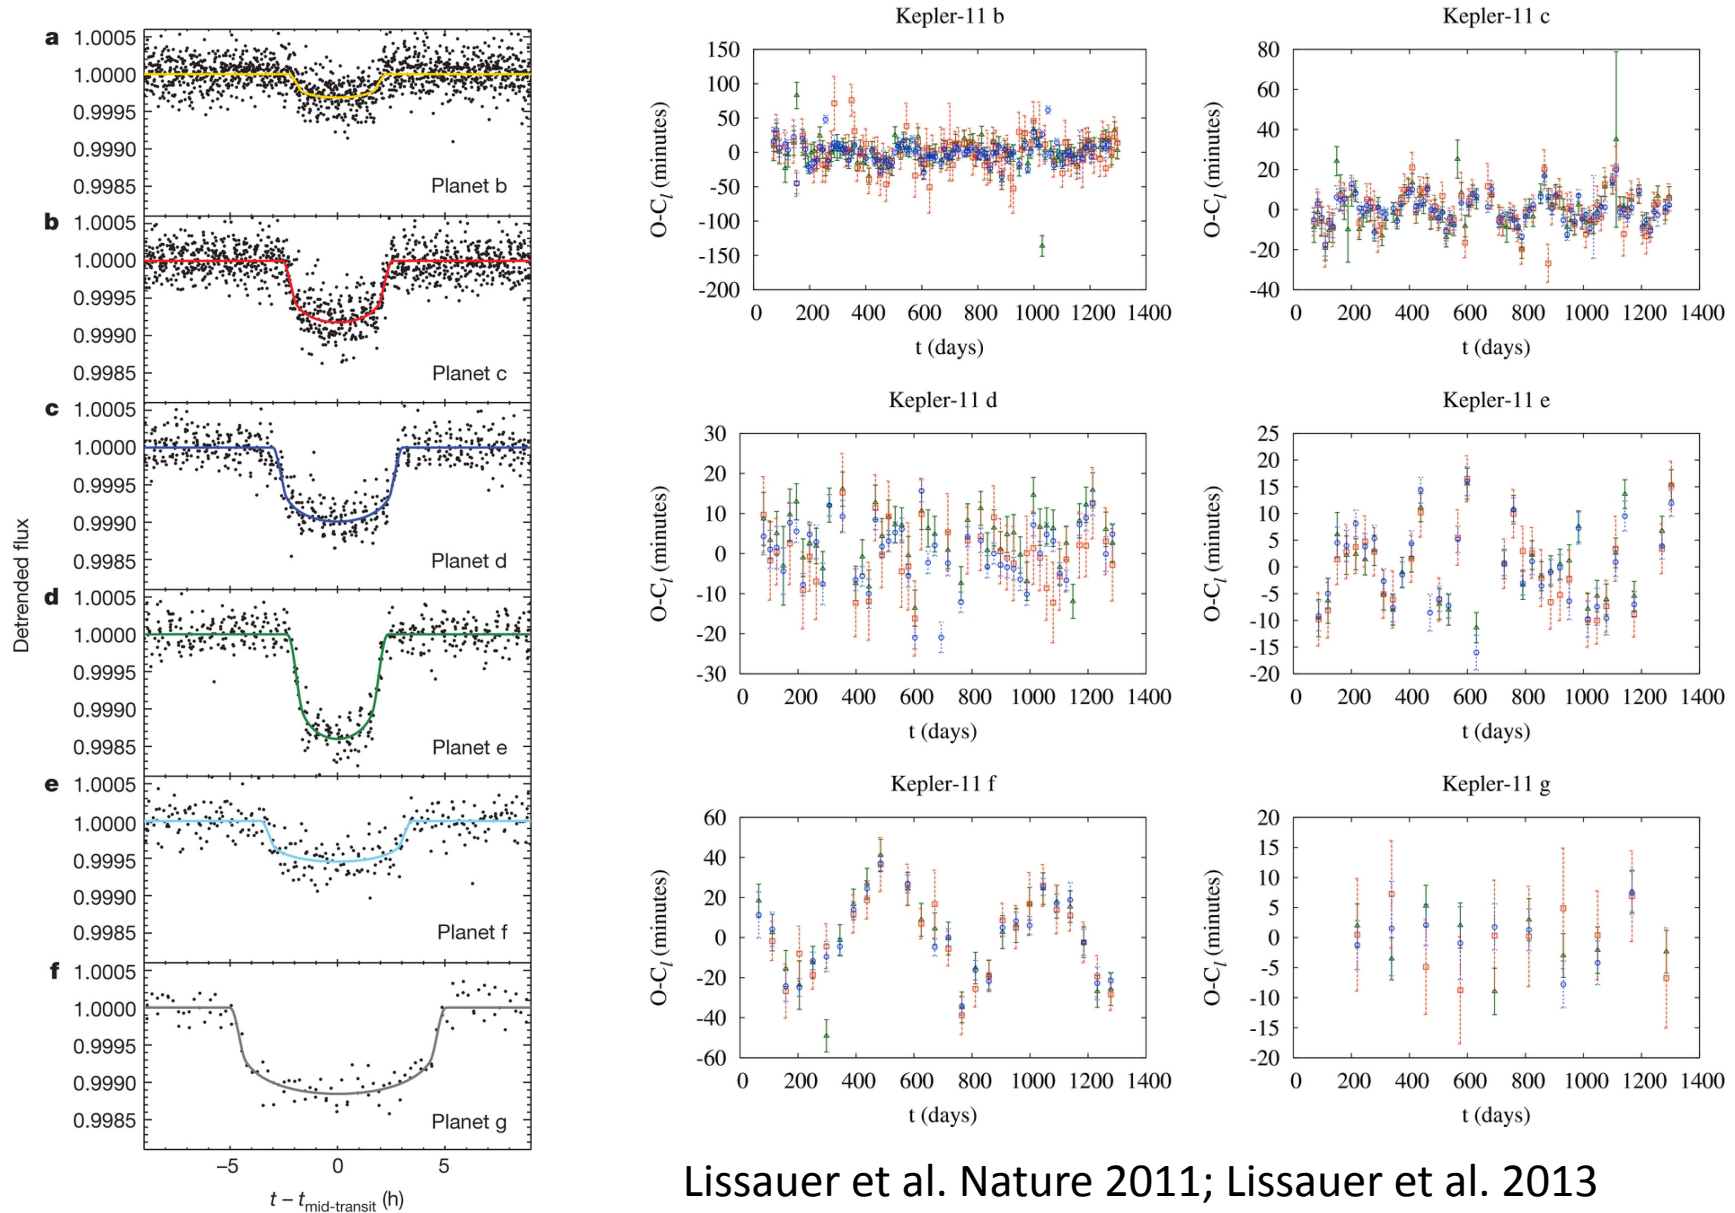 Detrended flux
a
1.0005
1.0000
0.9995
0.9990
0.9985
Planet b
b
1.0005
1.0000
0.9995
0.9990
0.9985
Planet c
c
1.0005
1.0000
0.9995
0.9990
0.9985
Planet d
d
1.0005
1.0000
0.9995
0.9990
0.9985
Planet e
e
1.0005
1.0000
0.9995
0.9990
0.9985
Planet f
f
1.0005
1.0000
0.9995
0.9990
0.9985
Planet g
–5 0 5
t – t_mid-transit (h)
Kepler-11 b
O-C_l (minutes)
150
100
50
0
-50
-100
-150
-200
0 200 400 600 800 1000 1200 1400
t (days)
Kepler-11 c
O-C_l (minutes)
80
60
40
20
0
-20
-40
0 200 400 600 800 1000 1200 1400
t (days)
Kepler-11 d
O-C_l (minutes)
30
20
10
0
-10
-20
-30
0 200 400 600 800 1000 1200 1400
t (days)
Kepler-11 e
O-C_l (minutes)
25
20
15
10
5
0
-5
-10
-15
-20
0 200 400 600 800 1000 1200 1400
t (days)
Kepler-11 f
O-C_l (minutes)
60
40
20
0
-20
-40
-60
0 200 400 600 800 1000 1200 1400
t (days)
Kepler-11 g
O-C_l (minutes)
20
15
10
5
0
-5
-10
-15
-20
0 200 400 600 800 1000 1200 1400
t (days)
Lissauer et al. Nature 2011; Lissauer et al. 2013